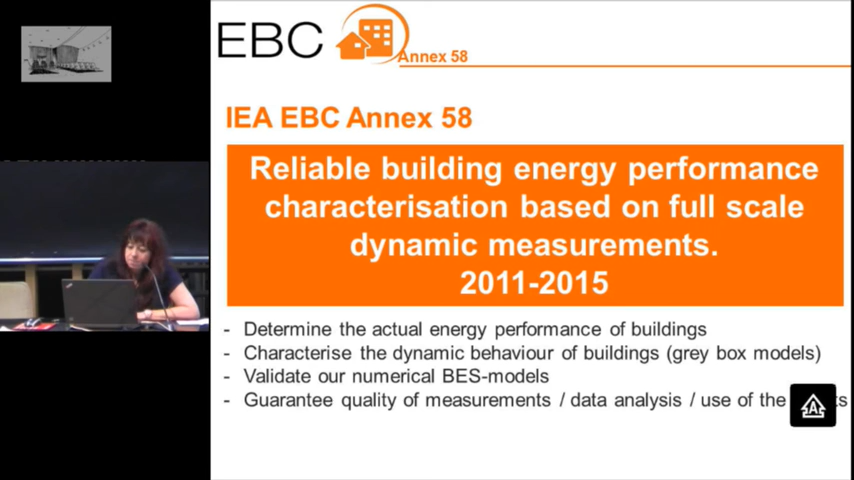 EBC
Annex 58
IEA EBC Annex 58
Reliable building energy performance
characterisation based on full scale
dynamic measurements.
2011-2015
- Determine the actual energy performance of buildings
- Characterise the dynamic behaviour of buildings (grey box models)
- Validate our numerical BES-models
- Guarantee quality of measurements / data analysis / use of the